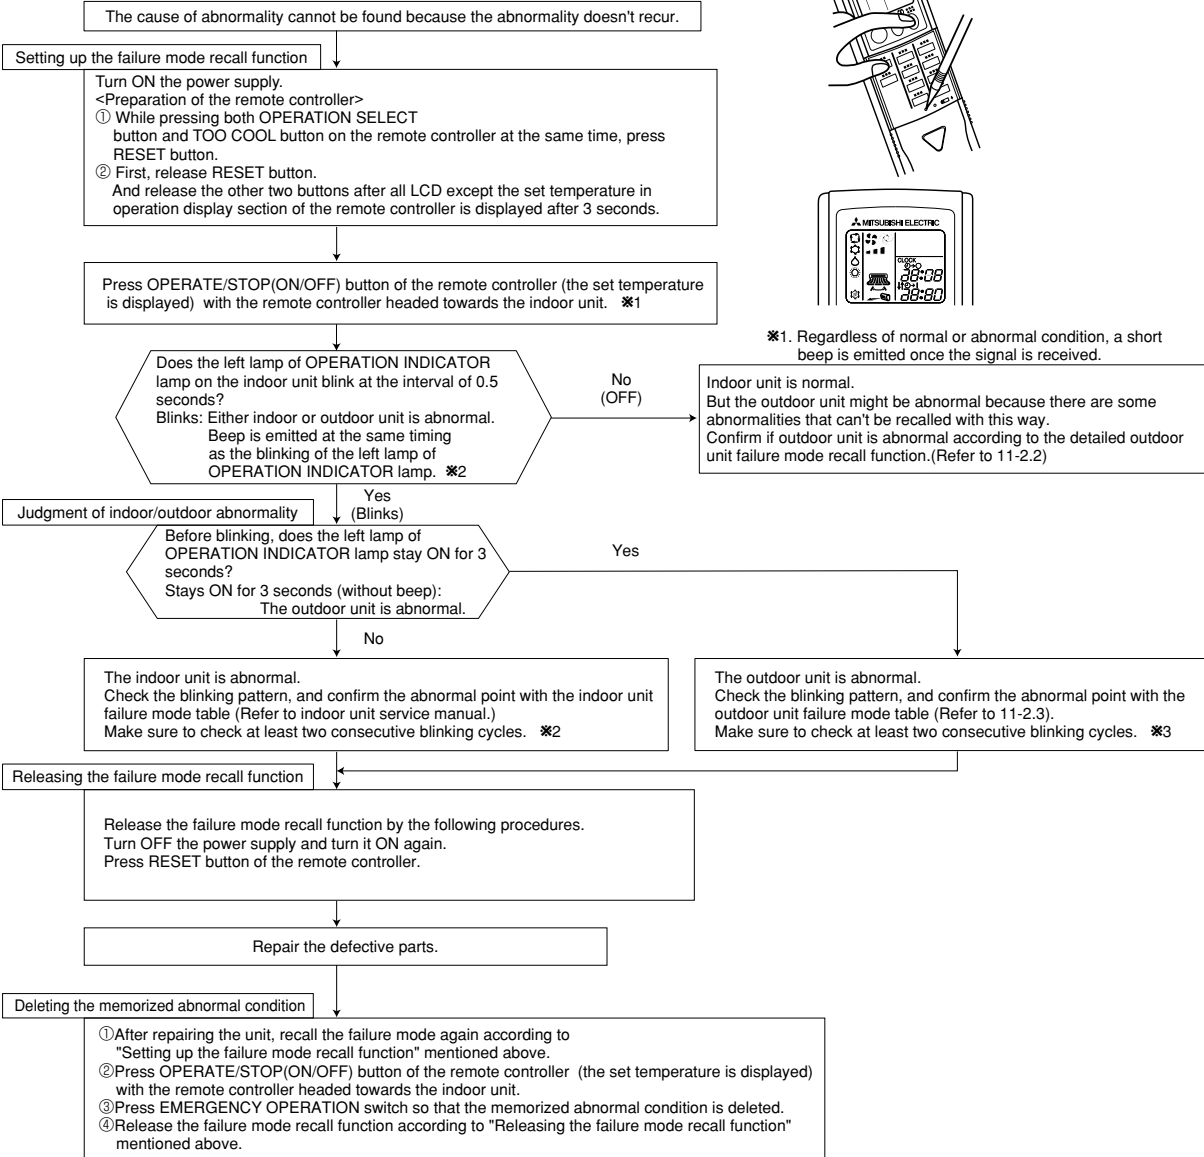 The cause of abnormality cannot be found because the abnormality doesn't recur.
Setting up the failure mode recall function
Turn ON the power supply.
<Preparation of the remote controller>
① While pressing both OPERATION SELECT
button and TOO COOL button on the remote controller at the same time, press
RESET button.
② First, release RESET button.
And release the other two buttons after all LCD except the set temperature in
operation display section of the remote controller is displayed after 3 seconds.
MITSUBISHI ELECTRIC
CLOCK
88:08
88:80
Press OPERATE/STOP(ON/OFF) button of the remote controller (the set temperature
is displayed) with the remote controller headed towards the indoor unit. ※1
※1. Regardless of normal or abnormal condition, a short
beep is emitted once the signal is received.
Does the left lamp of OPERATION INDICATOR
lamp on the indoor unit blink at the interval of 0.5
seconds?
Blinks: Either indoor or outdoor unit is abnormal.
Beep is emitted at the same timing
as the blinking of the left lamp of
OPERATION INDICATOR lamp. ※2
No
(OFF)
Indoor unit is normal.
But the outdoor unit might be abnormal because there are some
abnormalities that can't be recalled with this way.
Confirm if outdoor unit is abnormal according to the detailed outdoor
unit failure mode recall function.(Refer to 11-2.2)
Yes
(Blinks)
Judgment of indoor/outdoor abnormality
Before blinking, does the left lamp of
OPERATION INDICATOR lamp stay ON for 3
seconds?
Stays ON for 3 seconds (without beep):
The outdoor unit is abnormal.
Yes
No
The indoor unit is abnormal.
Check the blinking pattern, and confirm the abnormal point with the indoor unit
failure mode table (Refer to indoor unit service manual.)
Make sure to check at least two consecutive blinking cycles. ※2
The outdoor unit is abnormal.
Check the blinking pattern, and confirm the abnormal point with the
outdoor unit failure mode table (Refer to 11-2.3).
Make sure to check at least two consecutive blinking cycles. ※3
Releasing the failure mode recall function
Release the failure mode recall function by the following procedures.
Turn OFF the power supply and turn it ON again.
Press RESET button of the remote controller.
Repair the defective parts.
Deleting the memorized abnormal condition
①After repairing the unit, recall the failure mode again according to
"Setting up the failure mode recall function" mentioned above.
②Press OPERATE/STOP(ON/OFF) button of the remote controller (the set temperature is displayed)
with the remote controller headed towards the indoor unit.
③Press EMERGENCY OPERATION switch so that the memorized abnormal condition is deleted.
④Release the failure mode recall function according to "Releasing the failure mode recall function"
mentioned above.